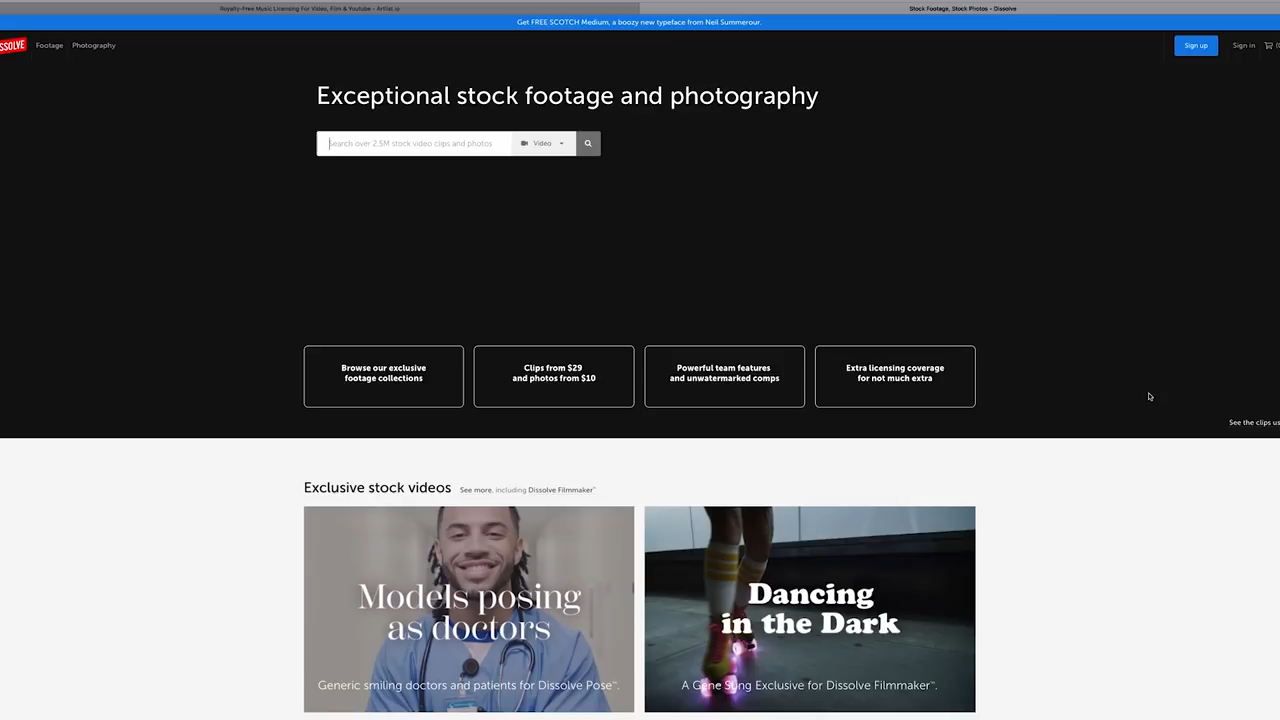 Royalty-Free Music Licensing For Video, Film & Youtube - Artlist.io
Stock Footage, Stock Photos – Dissolve
Get FREE SCOTCH Medium, a boozy new typeface from Neil Summerour.
SSOLVE
Footage
Photography
Sign up
Sign in
Exceptional stock footage and photography
Search over 2.5M stock video clips and photos
Video
Browse our exclusive
footage collections
Clips from $29
and photos from $10
Powerful team features
and unwatermarked comps
Extra licensing coverage
for not much extra
See the clips us
Exclusive stock videos
See more, including Dissolve Filmmaker™
Models posing
as doctors
Generic smiling doctors and patients for Dissolve Pose™.
Dancing
in the Dark
A Gene Sung Exclusive for Dissolve Filmmaker™.